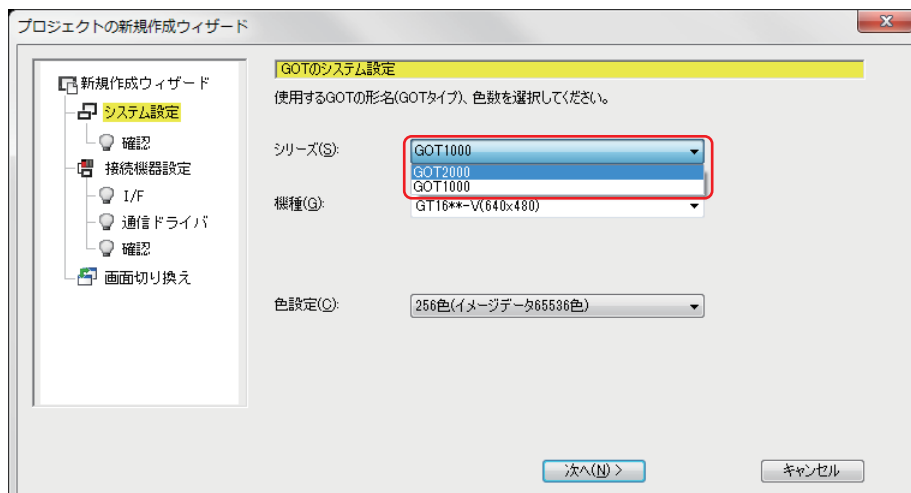 プロジェクトの新規作成ウィザード
新規作成ウィザード
システム設定
確認
接続機器設定
I/F
通信ドライバ
確認
画面切り換え
GOTのシステム設定
使用するGOTの形名(GOTタイプ)、色数を選択してください。
シリーズ(S):
GOT1000
GOT2000
GOT1000
機種(G):
GT16**-V(640x480)
色設定(C):
256色(イメージデータ65536色)
次へ(N) >
キャンセル